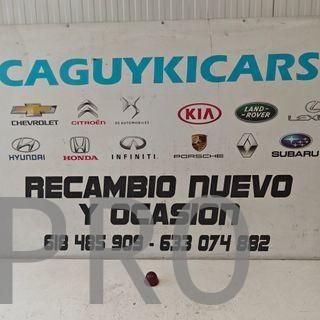 CAGUYKICARS
CHEVROLET CITROËN DS AUTOMOBILES KIA LAND-ROVER LEXUS
HYUNDAI HONDA INFINITI PORSCHE RENAULT SUBARU
RECAMBIO NUEVO
Y OCASION
618 485 909 - 633 074 882
PRO